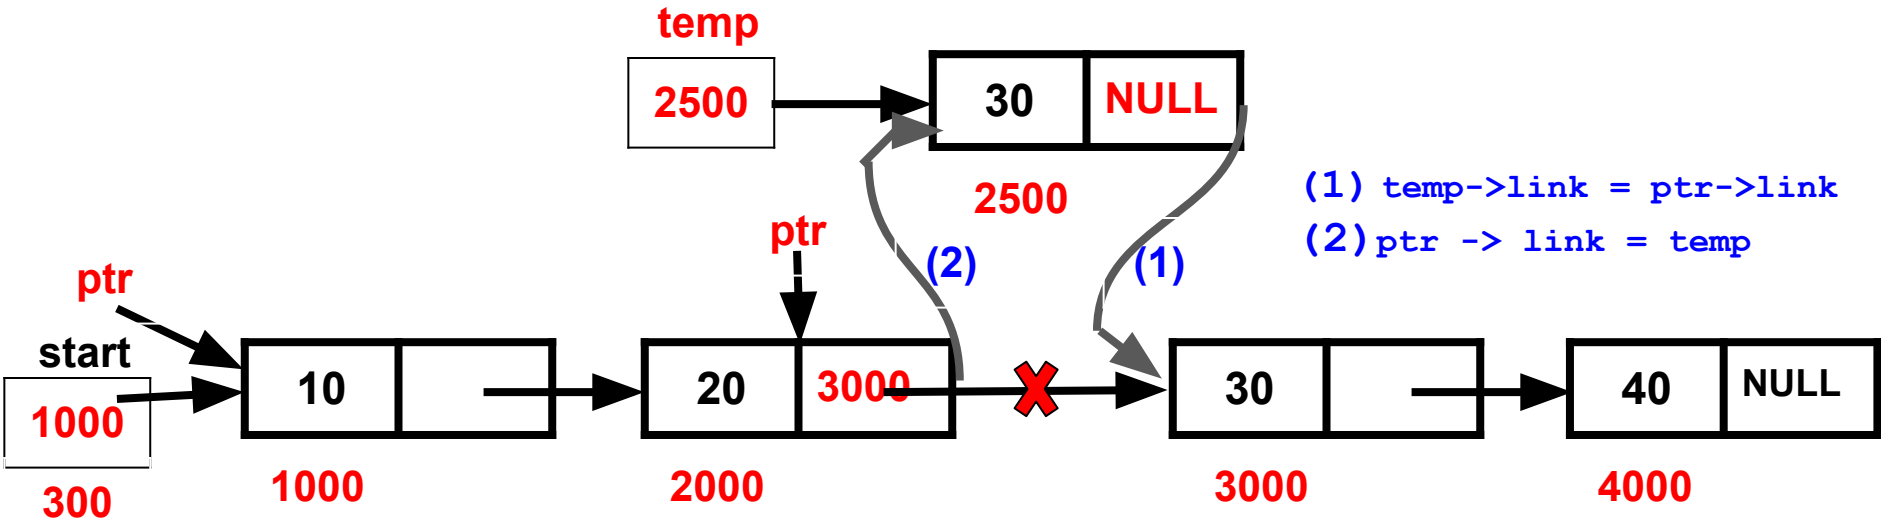 temp
2500
30 NULL
2500
(1) temp->link = ptr->link
(2) ptr -> link = temp
ptr
(2)
(1)
ptr
start
1000
10
20 3000
30
40 NULL
300
1000
2000
3000
4000